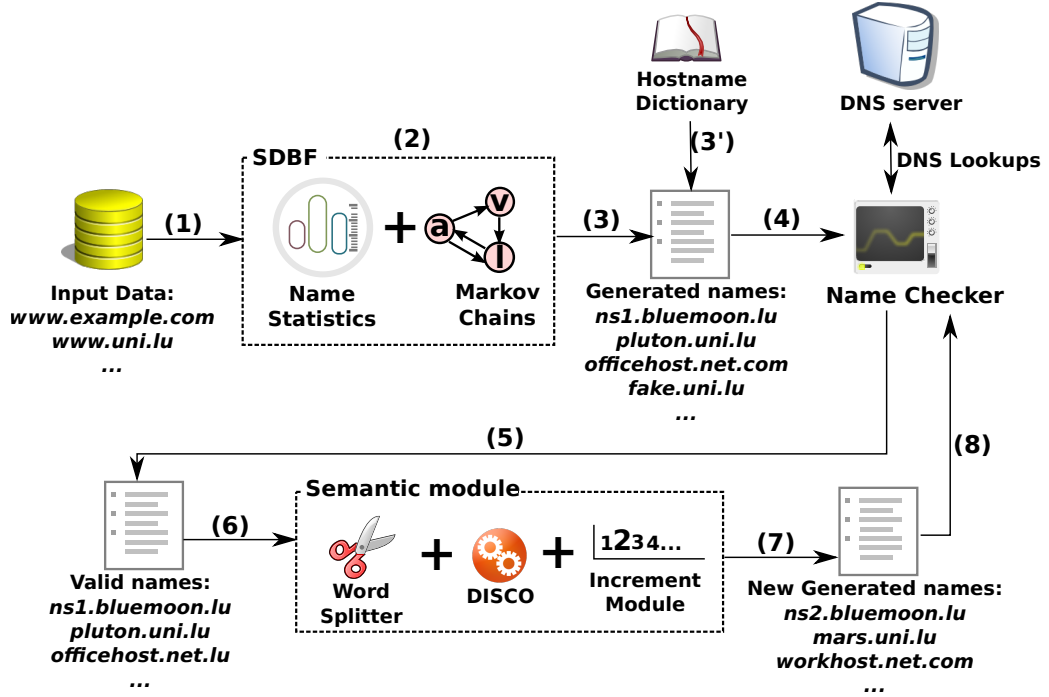 Hostname
Dictionary
DNS server
(3')
DNS Lookups
(2)
SDBF
(1)
a
v
l
(3)
(4)
Input Data:
www.example.com
www.uni.lu
...
Name
Statistics
Markov
Chains
Generated names:
ns1.bluemoon.lu
pluton.uni.lu
officehost.net.com
fake.uni.lu
...
Name Checker
(5)
(8)
(6)
Semantic module
(7)
Word
Splitter
DISCO
1234...
Increment
Module
Valid names:
ns1.bluemoon.lu
pluton.uni.lu
officehost.net.lu
...
New Generated names:
ns2.bluemoon.lu
mars.uni.lu
workhost.net.com
...